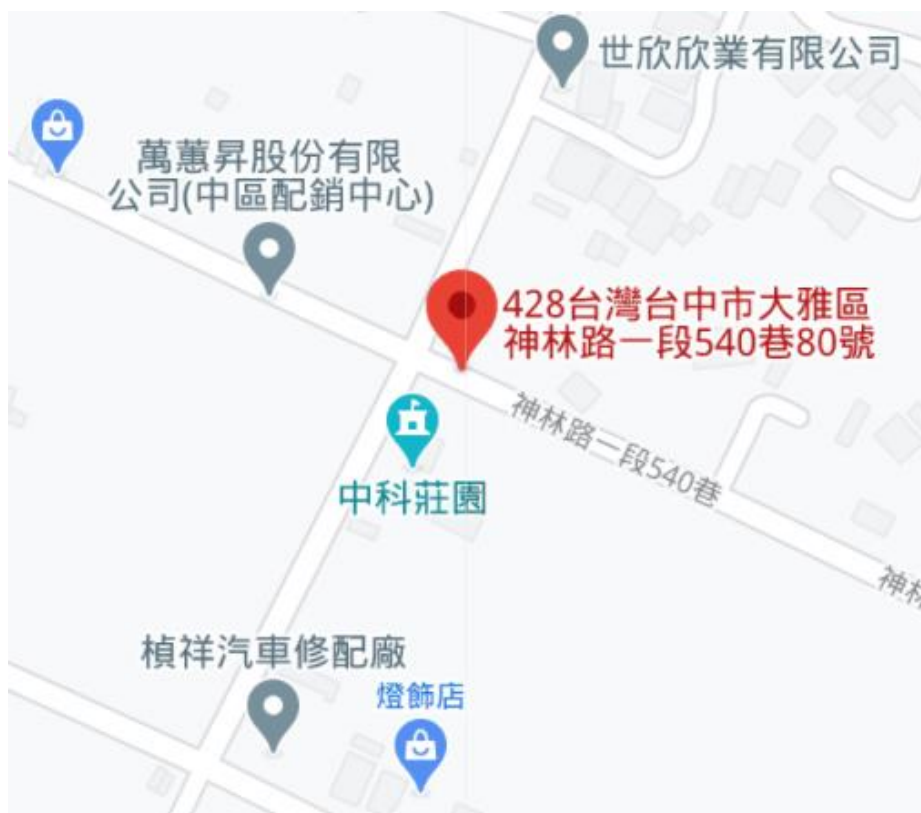 世欣欣業有限公司
萬蕙昇股份有限
公司(中區配銷中心)
428台灣台中市大雅區
神林路一段540巷80號
神林路一段540巷
中科莊園
神林
楨祥汽車修配廠
燈飾店